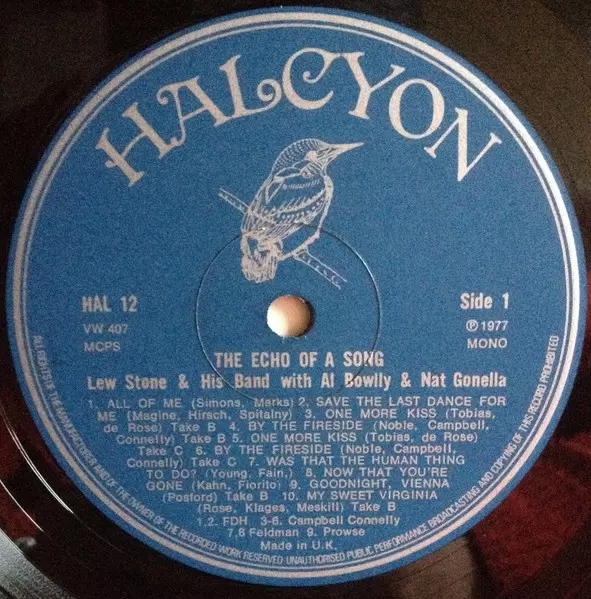 HALCYON
HAL 12
VW 407
MCPS
Side 1
℗ 1977
MONO
THE ECHO OF A SONG
Lew Stone & His Band with Al Bowlly & Nat Gonella
1. ALL OF ME (Simons, Marks) 2. SAVE THE LAST DANCE FOR
ME (Magine, Hirsch, Spitalny) 3. ONE MORE KISS (Tobias,
de Rose) Take B 4. BY THE FIRESIDE (Noble, Campbell,
Connelly) Take B 5. ONE MORE KISS (Tobias, de Rose)
Take C 6. BY THE FIRESIDE (Noble, Campbell,
Connelly) Take C 7. WAS THAT THE HUMAN THING
TO DO? (Young, Fain,) 8. NOW THAT YOU'RE
GONE (Kahn, Fiorito) 9. GOODNIGHT, VIENNA
(Posford) Take B 10. MY SWEET VIRGINIA
(Rose, Klages, Meskill) Take B
1,2. FDH 3-6. Campbell Connelly
7,8 Feldman 9. Prowse
Made in U.K.
ALL RIGHTS OF THE MANUFACTURER AND OF THE OWNER OF THE RECORDED WORK RESERVED UNAUTHORISED PUBLIC PERFORMANCE BROADCASTING AND COPYING OF THIS RECORD PROHIBITED